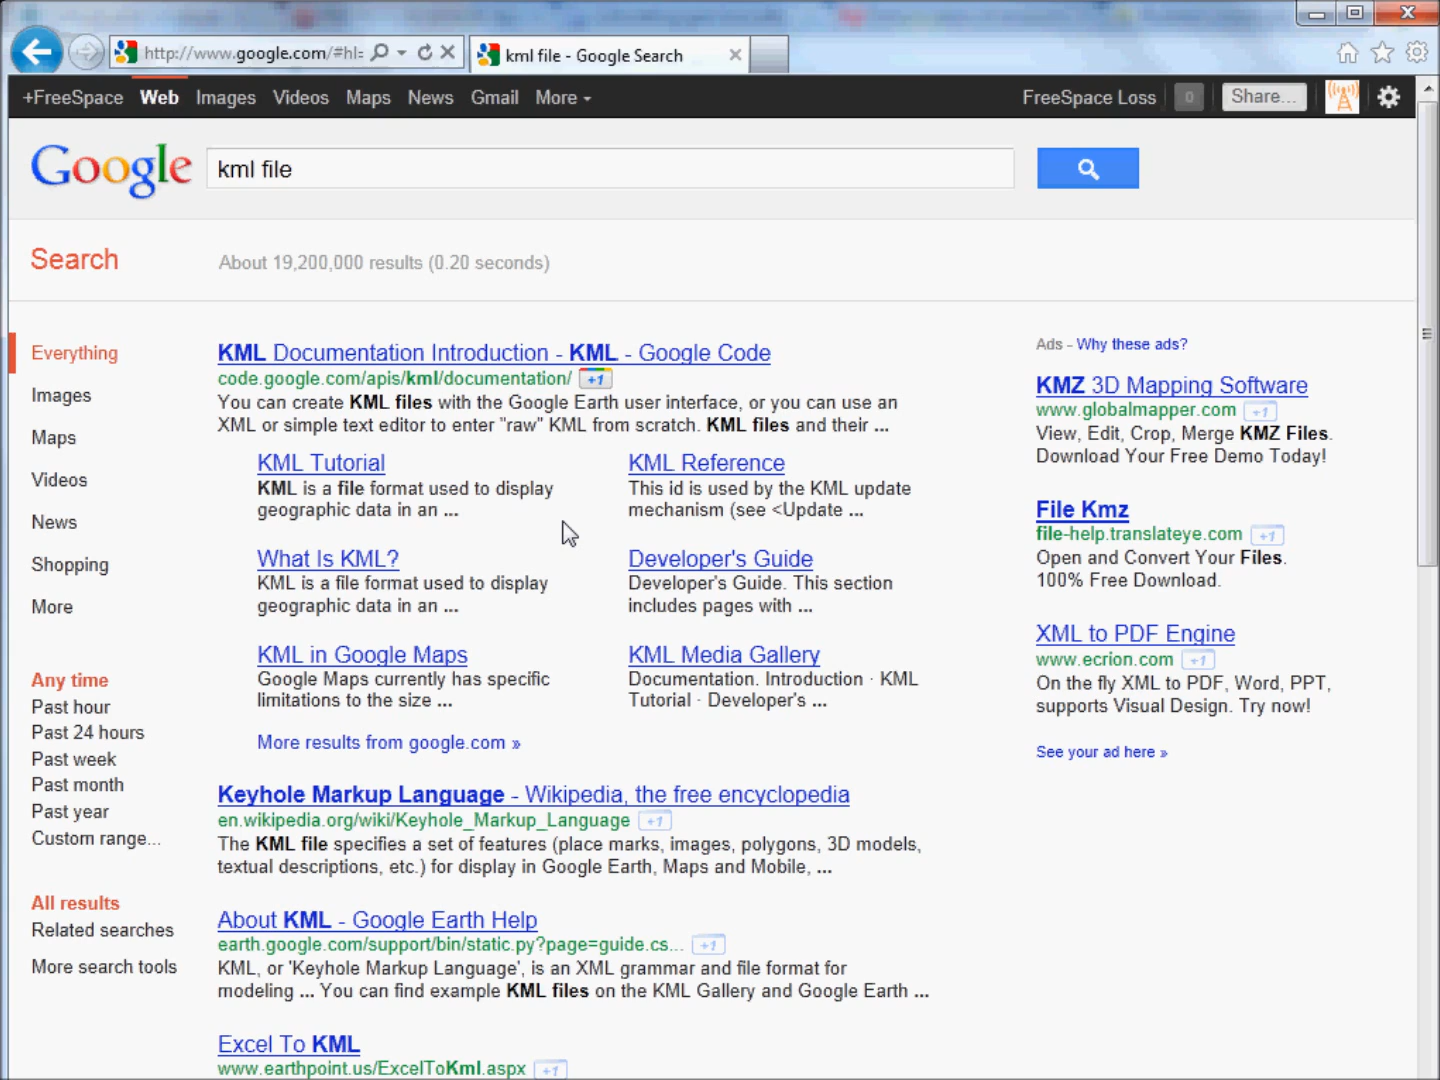 http://www.google.com/#hl=
kml file - Google Search
+FreeSpace Web Images Videos Maps News Gmail More
FreeSpace Loss 0 Share...
Google
kml file
Search
About 19,200,000 results (0.20 seconds)
Everything
Images
Maps
Videos
News
Shopping
More
Any time
Past hour
Past 24 hours
Past week
Past month
Past year
Custom range...
All results
Related searches
More search tools
KML Documentation Introduction - KML - Google Code
code.google.com/apis/kml/documentation/ +1
You can create KML files with the Google Earth user interface, or you can use an
XML or simple text editor to enter "raw" KML from scratch. KML files and their ...
KML Tutorial
KML is a file format used to display
geographic data in an ...
KML Reference
This id is used by the KML update
mechanism (see <Update ...
What Is KML?
KML is a file format used to display
geographic data in an ...
Developer's Guide
Developer's Guide. This section
includes pages with ...
KML in Google Maps
Google Maps currently has specific
limitations to the size ...
KML Media Gallery
Documentation. Introduction · KML
Tutorial · Developer's ...
More results from google.com »
Keyhole Markup Language - Wikipedia, the free encyclopedia
en.wikipedia.org/wiki/Keyhole_Markup_Language +1
The KML file specifies a set of features (place marks, images, polygons, 3D models,
textual descriptions, etc.) for display in Google Earth, Maps and Mobile, ...
About KML - Google Earth Help
earth.google.com/support/bin/static.py?page=guide.cs... +1
KML, or 'Keyhole Markup Language', is an XML grammar and file format for
modeling ... You can find example KML files on the KML Gallery and Google Earth ...
Excel To KML
www.earthpoint.us/ExcelToKml.aspx +1
Ads - Why these ads?
KMZ 3D Mapping Software
www.globalmapper.com +1
View, Edit, Crop, Merge KMZ Files.
Download Your Free Demo Today!
File Kmz
file-help.translateye.com +1
Open and Convert Your Files.
100% Free Download.
XML to PDF Engine
www.ecrion.com +1
On the fly XML to PDF, Word, PPT,
supports Visual Design. Try now!
See your ad here »